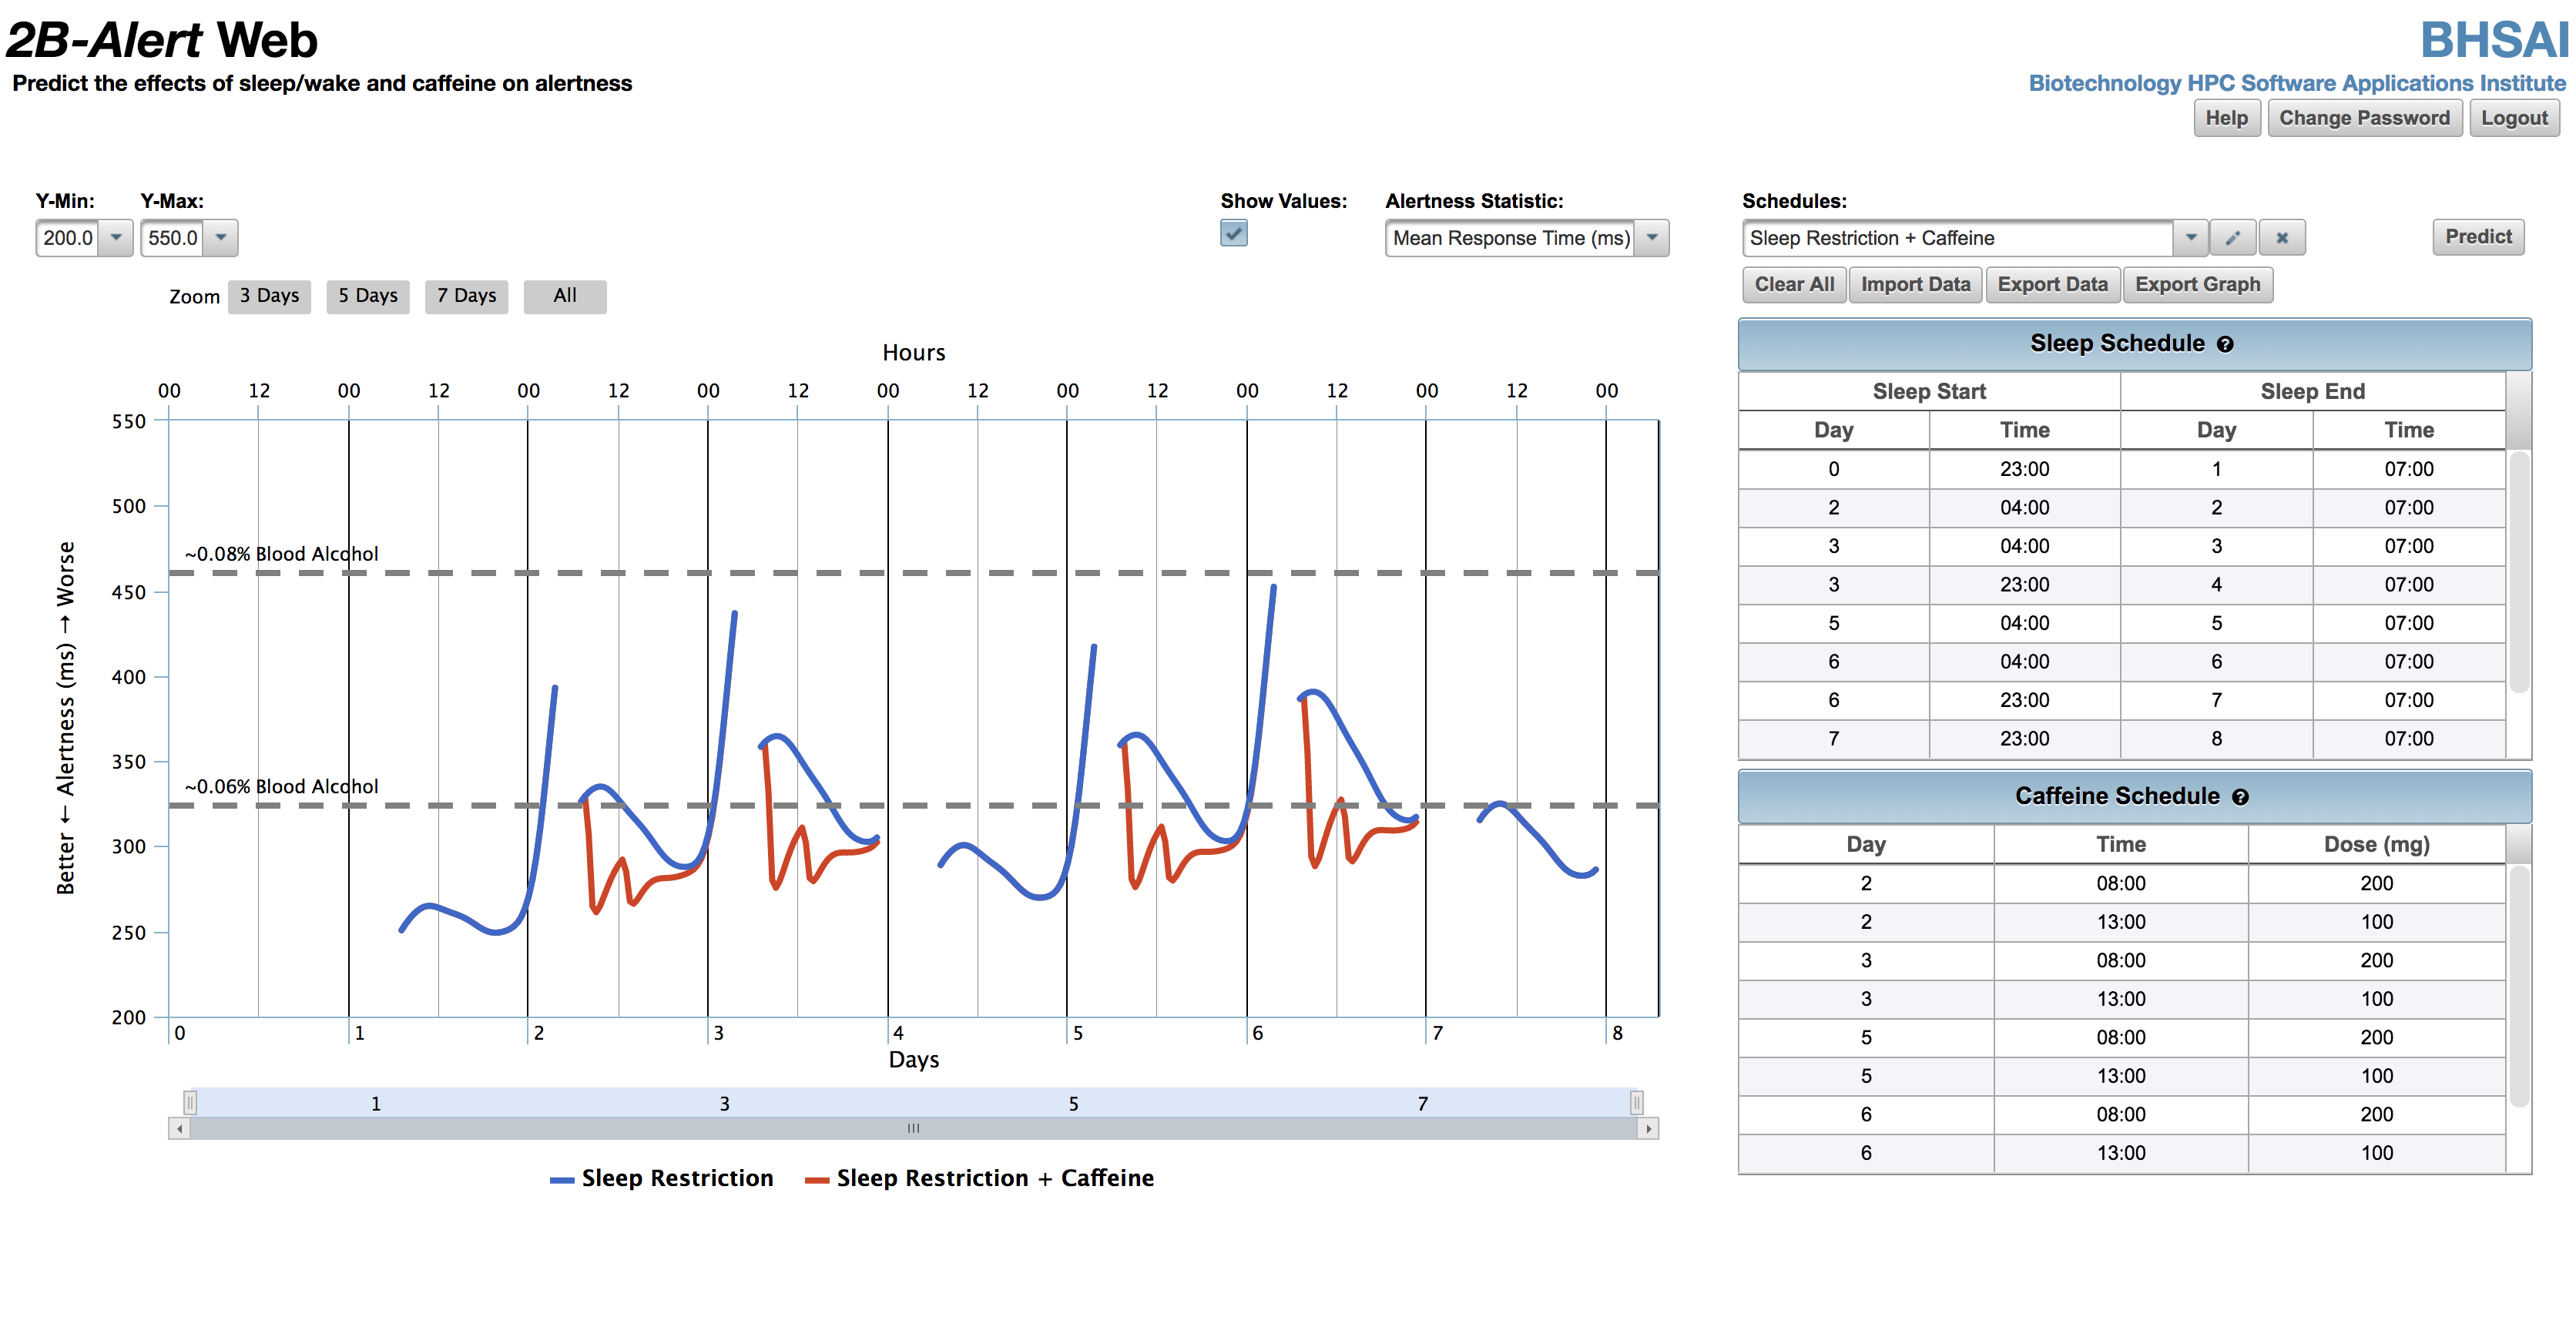 2B-Alert Web
BHSAI
Predict the effects of sleep/wake and caffeine on alertness
Biotechnology HPC Software Applications Institute
Help Change Password Logout
Y-Min: Y-Max:
200.0 550.0
Show Values: Alertness Statistic:
Mean Response Time (ms)
Zoom 3 Days 5 Days 7 Days All
Hours
00 12 00 12 00 12 00 12 00 12 00 12 00 12 00 12 00
550
500
~0.08% Blood Alcohol
450
400
350
~0.06% Blood Alcohol
300
250
200
Better ← Alertness (ms) → Worse
0 1 2 3 4 5 6 7 8
Days
1 3 5 7
Sleep Restriction Sleep Restriction + Caffeine
Schedules:
Sleep Restriction + Caffeine
Predict
Clear All Import Data Export Data Export Graph
Sleep Schedule ?
Sleep Start Sleep End
Day Time Day Time
0 23:00 1 07:00
2 04:00 2 07:00
3 04:00 3 07:00
3 23:00 4 07:00
5 04:00 5 07:00
6 04:00 6 07:00
6 23:00 7 07:00
7 23:00 8 07:00
Caffeine Schedule ?
Day Time Dose (mg)
2 08:00 200
2 13:00 100
3 08:00 200
3 13:00 100
5 08:00 200
5 13:00 100
6 08:00 200
6 13:00 100